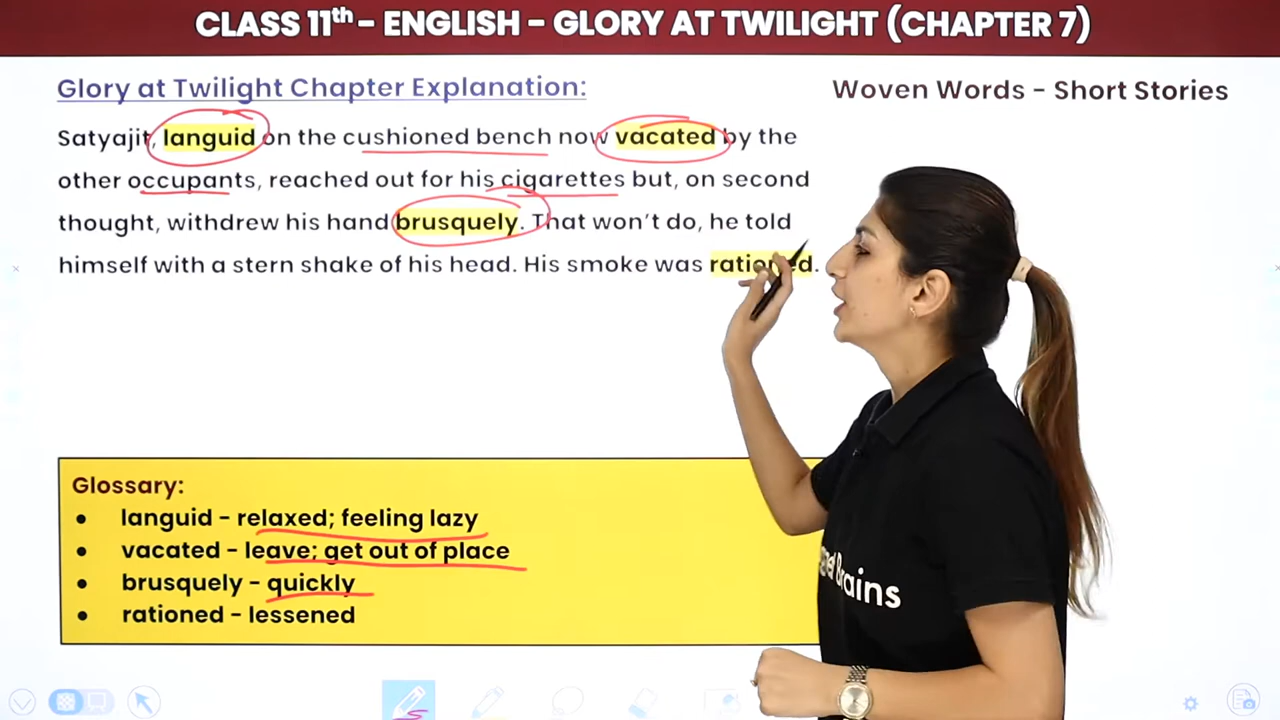 CLASS 11th - ENGLISH - GLORY AT TWILIGHT (CHAPTER 7)
Glory at Twilight Chapter Explanation:
Woven Words - Short Stories
Satyajit, languid on the cushioned bench now vacated by the
other occupants, reached out for his cigarettes but, on second
thought, withdrew his hand brusquely. That won't do, he told
himself with a stern shake of his head. His smoke was rationed.
Glossary:
● languid - relaxed; feeling lazy
● vacated - leave; get out of place
● brusquely - quickly
● rationed - lessened
Brains